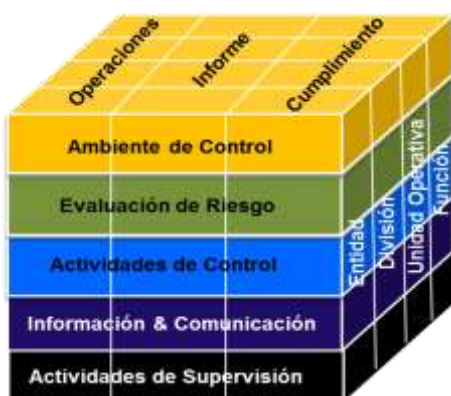 Operaciones
Informe
Cumplimiento
Ambiente de Control
Evaluación de Riesgo
Actividades de Control
Información & Comunicación
Actividades de Supervisión
Entidad
División
Unidad Operativa
Función